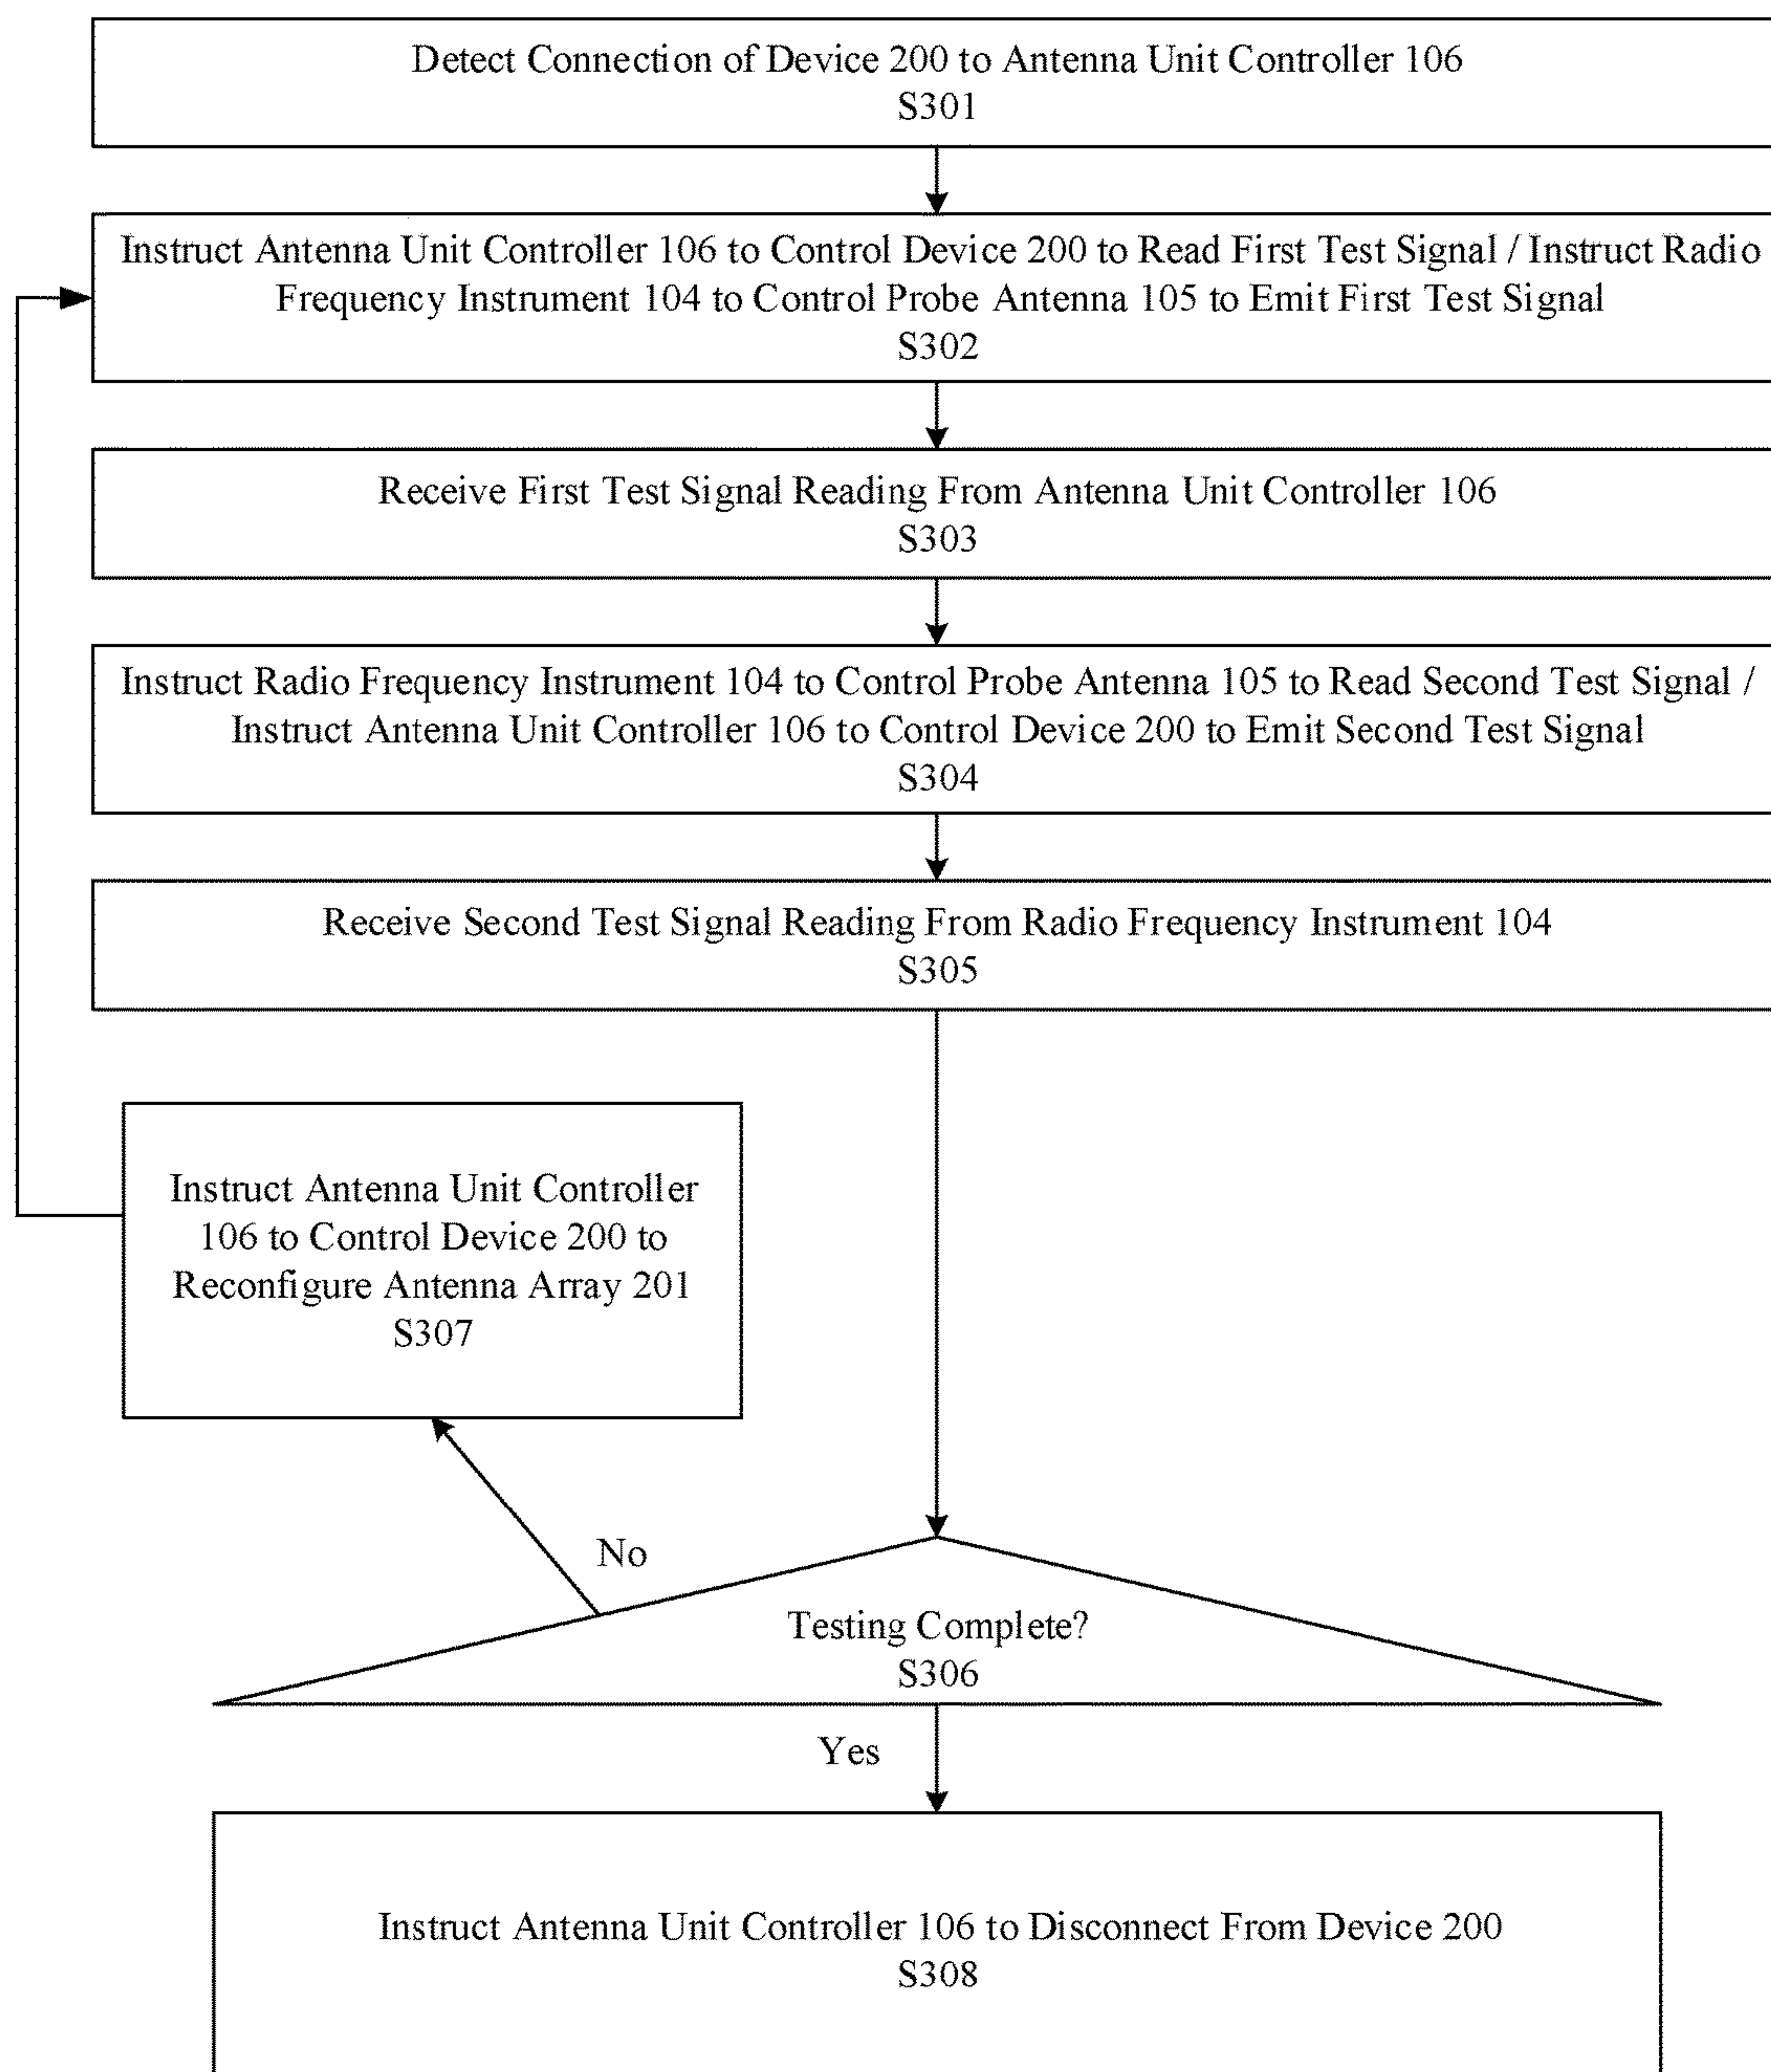 Detect Connection of Device 200 to Antenna Unit Controller 106
S301
Instruct Antenna Unit Controller 106 to Control Device 200 to Read First Test Signal / Instruct Radio
Frequency Instrument 104 to Control Probe Antenna 105 to Emit First Test Signal
S302
Receive First Test Signal Reading From Antenna Unit Controller 106
S303
Instruct Radio Frequency Instrument 104 to Control Probe Antenna 105 to Read Second Test Signal /
Instruct Antenna Unit Controller 106 to Control Device 200 to Emit Second Test Signal
S304
Receive Second Test Signal Reading From Radio Frequency Instrument 104
S305
Instruct Antenna Unit Controller
106 to Control Device 200 to
Reconfigure Antenna Array 201
S307
No
Testing Complete?
S306
Yes
Instruct Antenna Unit Controller 106 to Disconnect From Device 200
S308